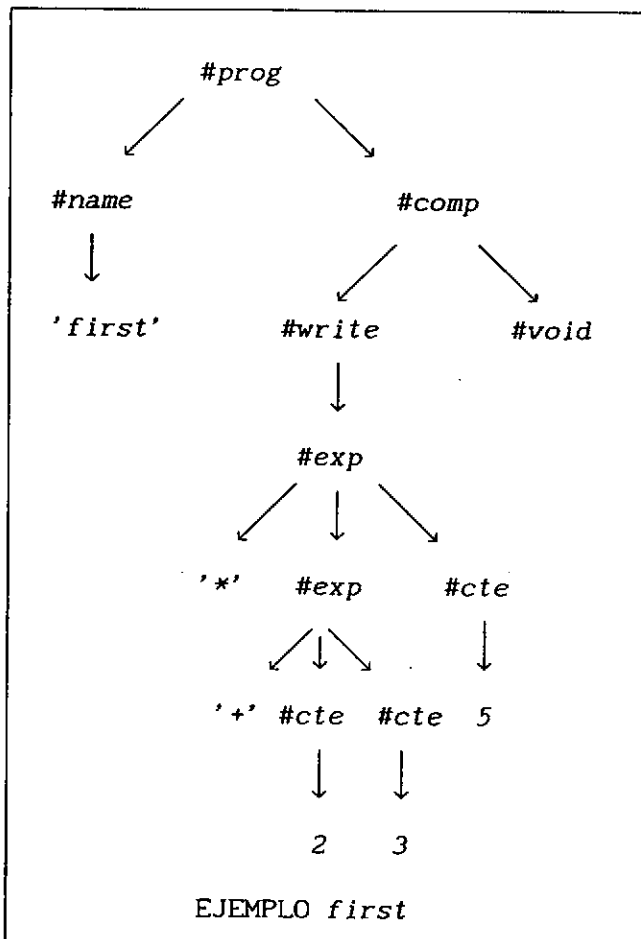 #prog
#name #comp
'first' #write #void
#exp
'*' #exp #cte
'+' #cte #cte 5
2 3
EJEMPLO first